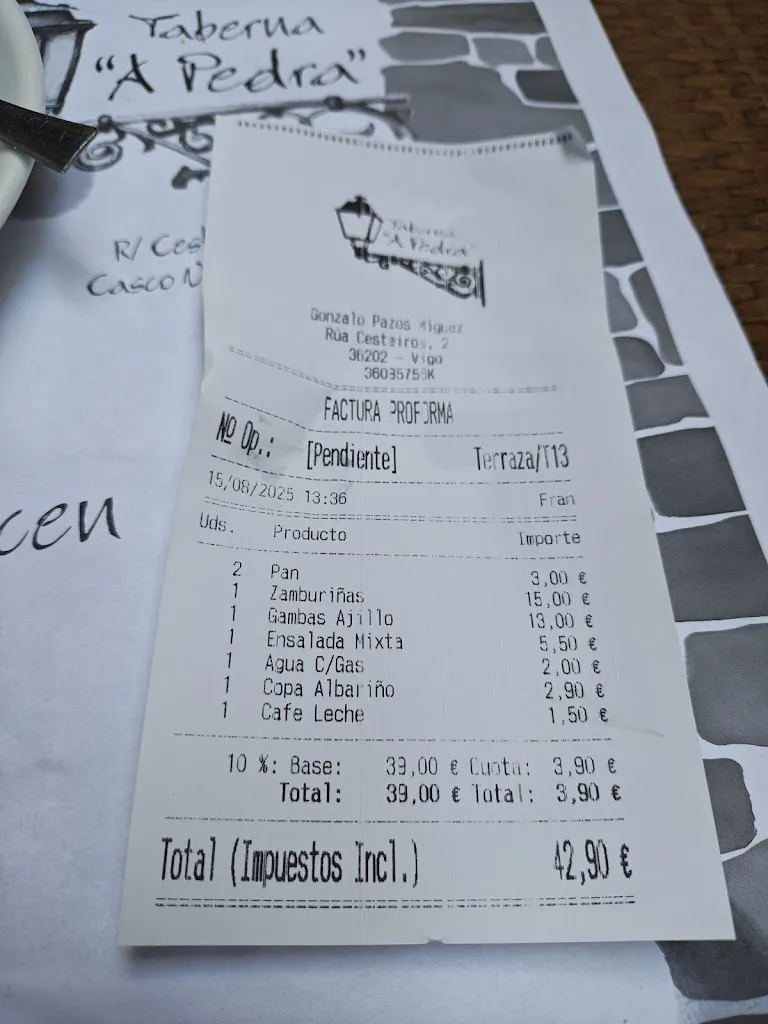 Taberna
"A Pedra"
R/ Cest
Casco
cen
Taberna
"A Pedra"
Gonzalo Pazos Miguez
Rúa Cesteiros, 2
36202 - Vigo
FACTURA PROFORMA
Nº Op.: [Pendiente] Terraza/T13
15/08/2025 13:36 Fran
Uds. Producto Importe
2 Pan 3,00 €
1 Zamburiñas 15,00 €
1 Gambas Ajillo 13,00 €
1 Ensalada Mixta 5,50 €
1 Agua C/Gas 2,00 €
1 Copa Albariño 2,90 €
1 Cafe Leche 1,50 €
10 %: Base: 39,00 € Cuota: 3,90 €
Total: 39,00 € Total: 3,90 €
Total (Impuestos Incl.) 42,90 €